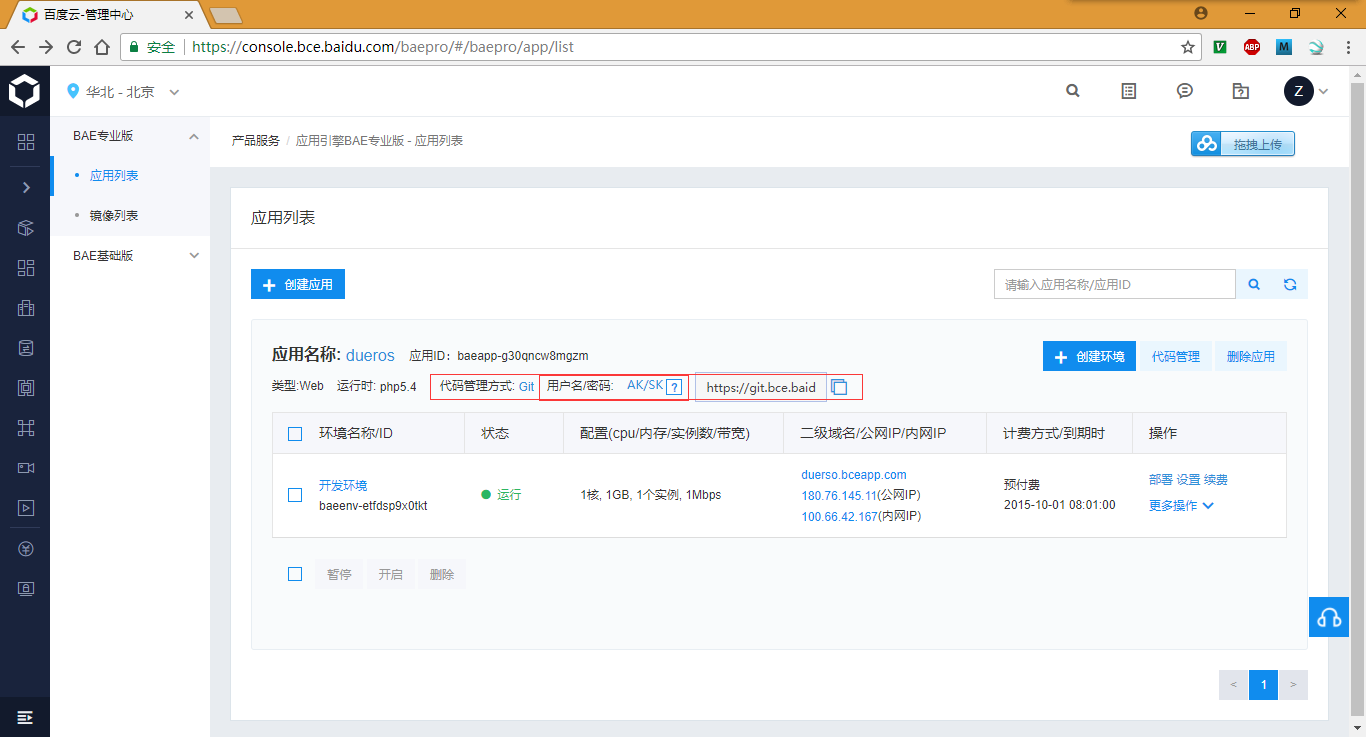 百度云-管理中心
安全 https://console.bce.baidu.com/baepro/#/baepro/app/list
V ABP M
华北 - 北京
Z
BAE专业版
应用列表
镜像列表
BAE基础版
产品服务 / 应用引擎BAE专业版 - 应用列表
拖拽上传
应用列表
+ 创建应用
请输入应用名称/应用ID
应用名称: dueros 应用ID: baeapp-g30qncw8mgzm
+ 创建环境 代码管理 删除应用
类型:Web 运行时: php5.4 代码管理方式: Git 用户名/密码: AK/SK ? https://git.bce.baid
环境名称/ID 状态 配置(cpu/内存/实例数/带宽) 二级域名/公网IP/内网IP 计费方式/到期时 操作
开发环境
baeenv-etfdsp9x0tkt
运行
1核, 1GB, 1个实例, 1Mbps
duerso.bceapp.com
180.76.145.11(公网IP)
100.66.42.167(内网IP)
预付费
2015-10-01 08:01:00
部署 设置 续费
更多操作
暂停 开启 删除
< 1 >